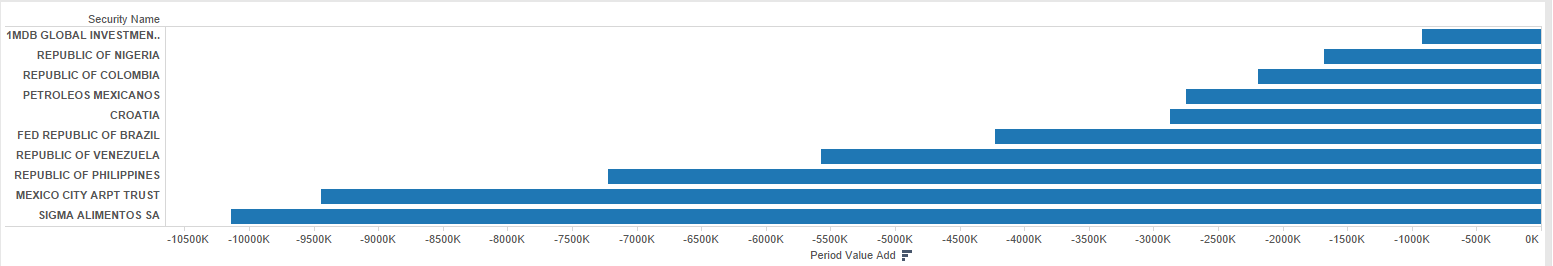 Security Name
1MDB GLOBAL INVESTMEN..
REPUBLIC OF NIGERIA
REPUBLIC OF COLOMBIA
PETROLEOS MEXICANOS
CROATIA
FED REPUBLIC OF BRAZIL
REPUBLIC OF VENEZUELA
REPUBLIC OF PHILIPPINES
MEXICO CITY ARPT TRUST
SIGMA ALIMENTOS SA
-10500K -10000K -9500K -9000K -8500K -8000K -7500K -7000K -6500K -6000K -5500K -5000K -4500K -4000K -3500K -3000K -2500K -2000K -1500K -1000K -500K 0K
Period Value Add